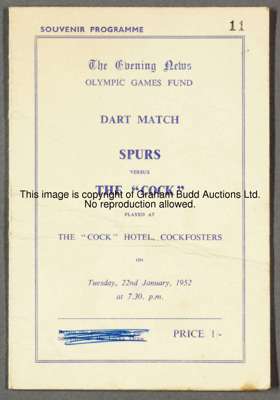 SOUVENIR PROGRAMME
11
The Evening News
OLYMPIC GAMES FUND
DART MATCH
SPURS
VERSUS
This image is copyright of Graham Budd Auctions Ltd.
THE "COCK"
No reproduction allowed.
PLAYED AT
THE "COCK" HOTEL, COCKFOSTERS
ON
Tuesday, 22nd January, 1952
at 7.30. p.m.
PRICE 1/-